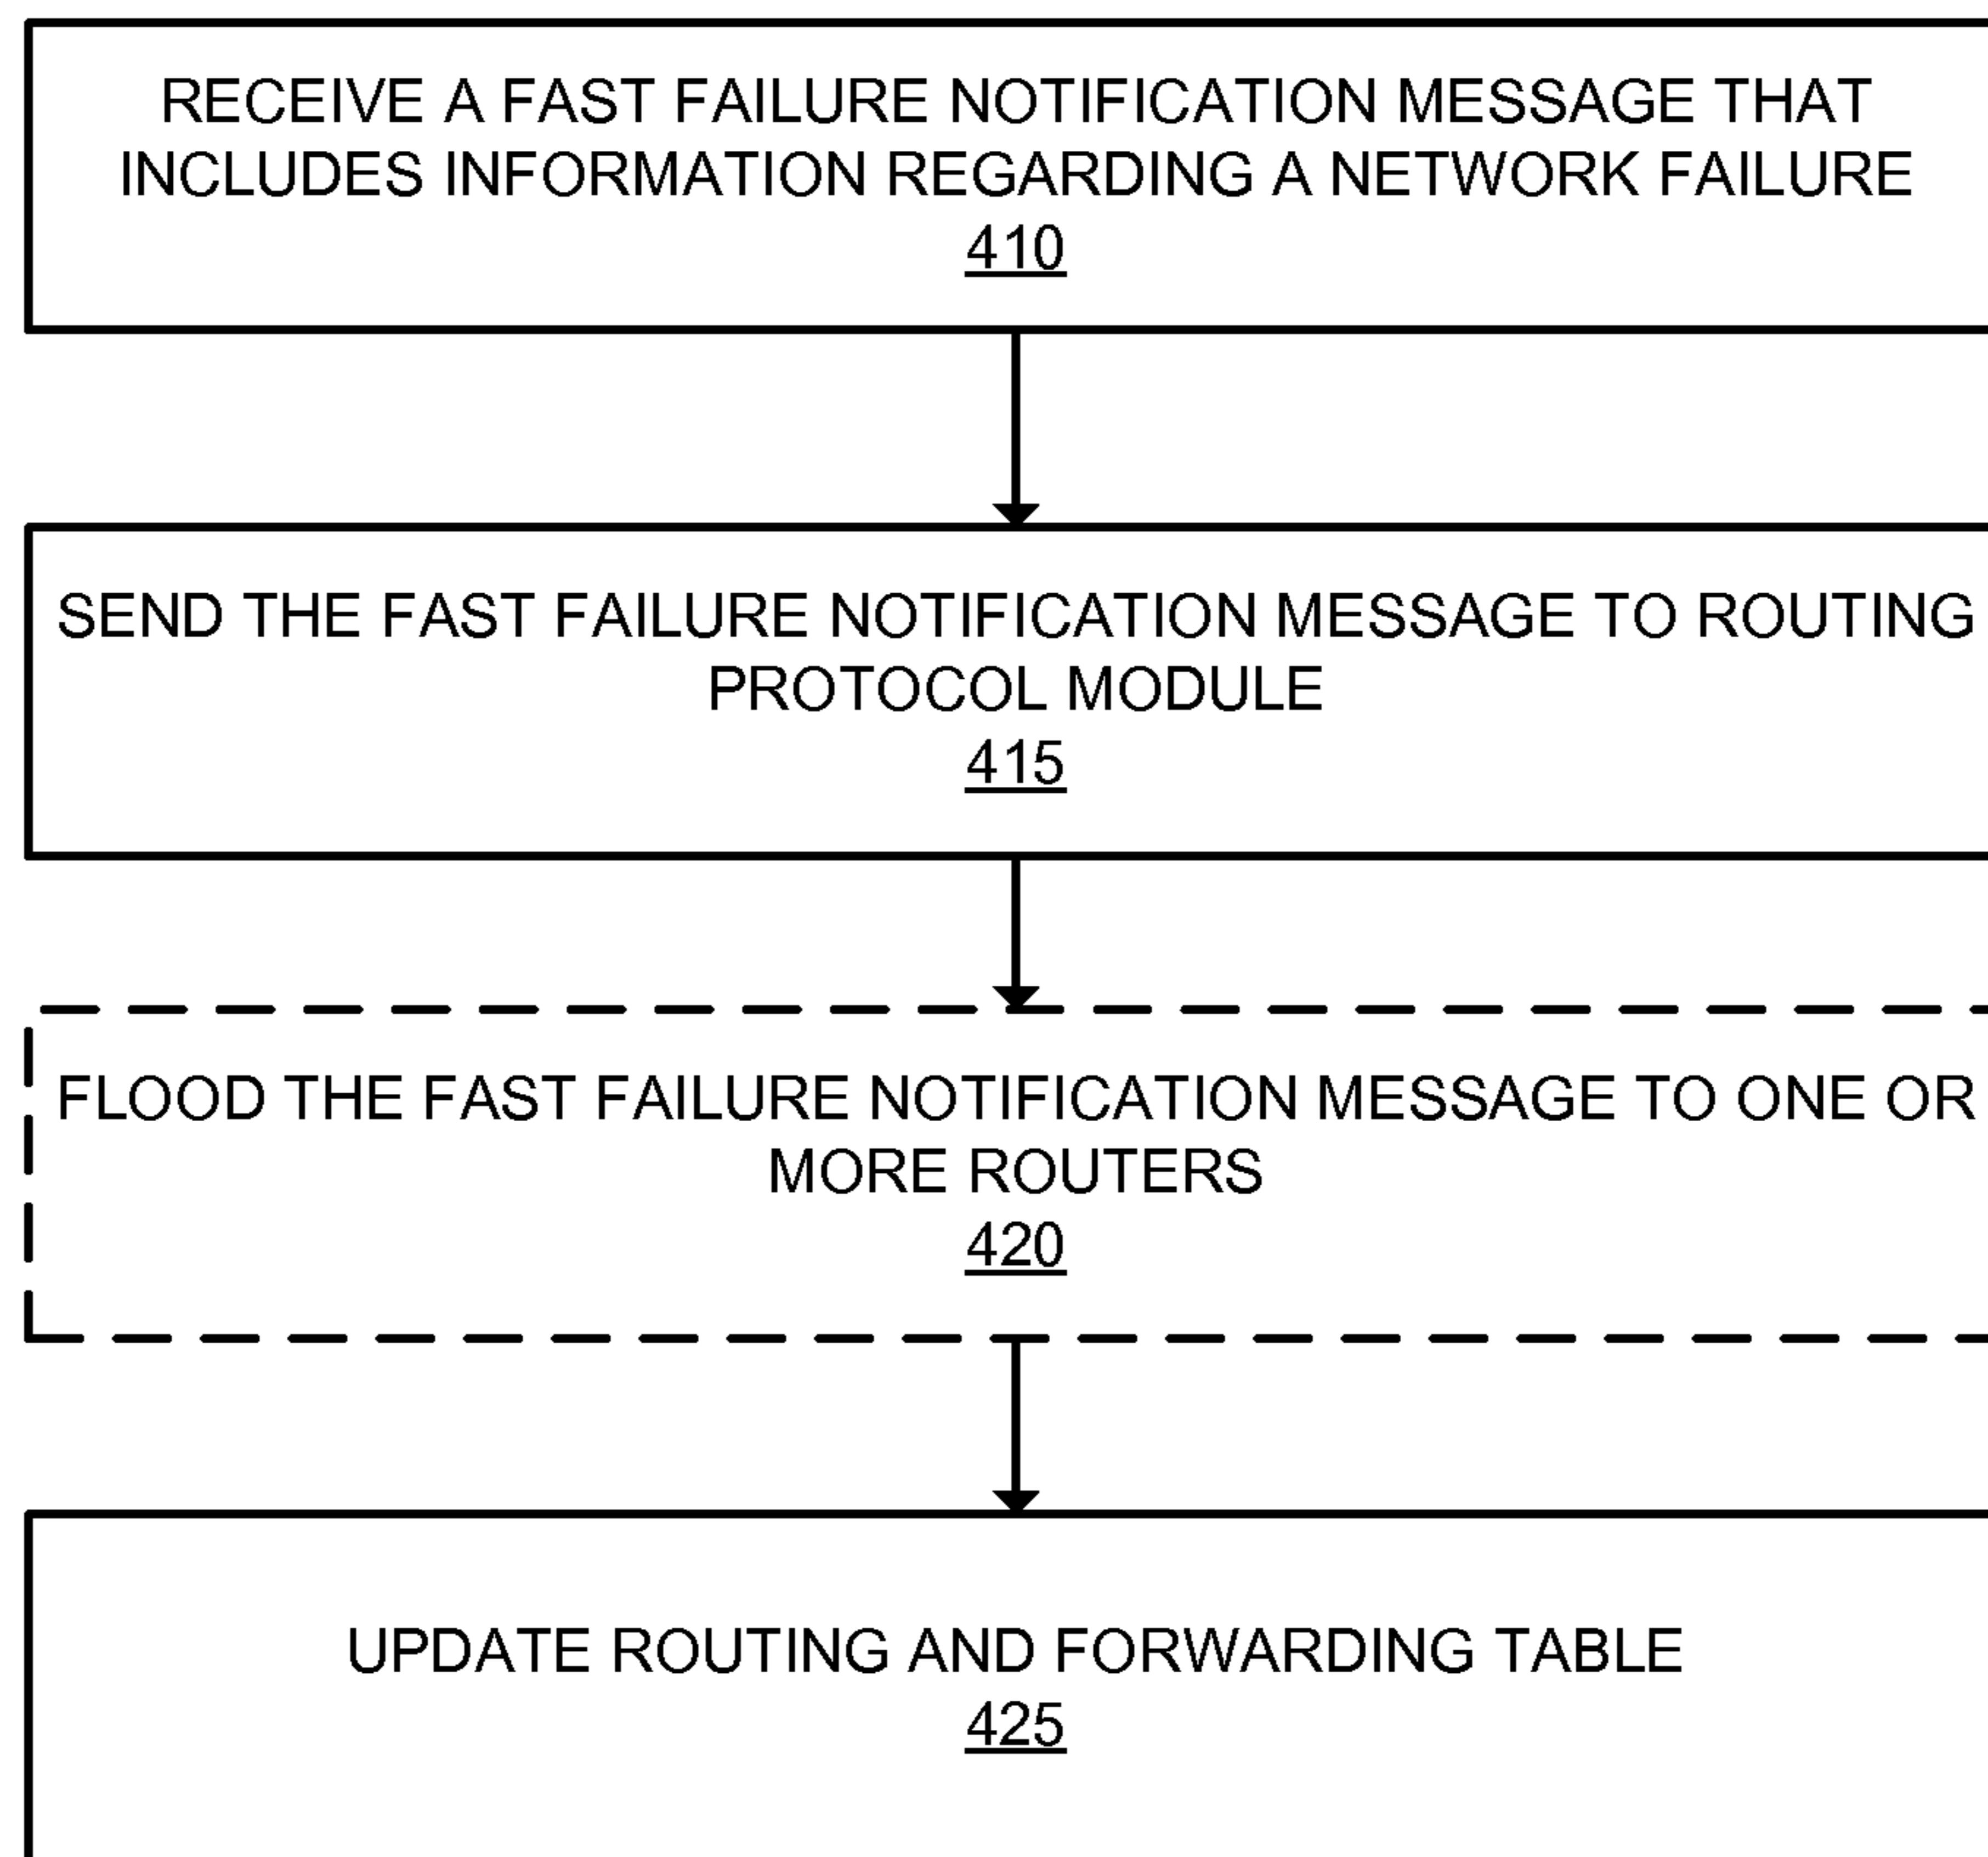 RECEIVE A FAST FAILURE NOTIFICATION MESSAGE THAT
INCLUDES INFORMATION REGARDING A NETWORK FAILURE
410
SEND THE FAST FAILURE NOTIFICATION MESSAGE TO ROUTING
PROTOCOL MODULE
415
FLOOD THE FAST FAILURE NOTIFICATION MESSAGE TO ONE OR
MORE ROUTERS
420
UPDATE ROUTING AND FORWARDING TABLE
425